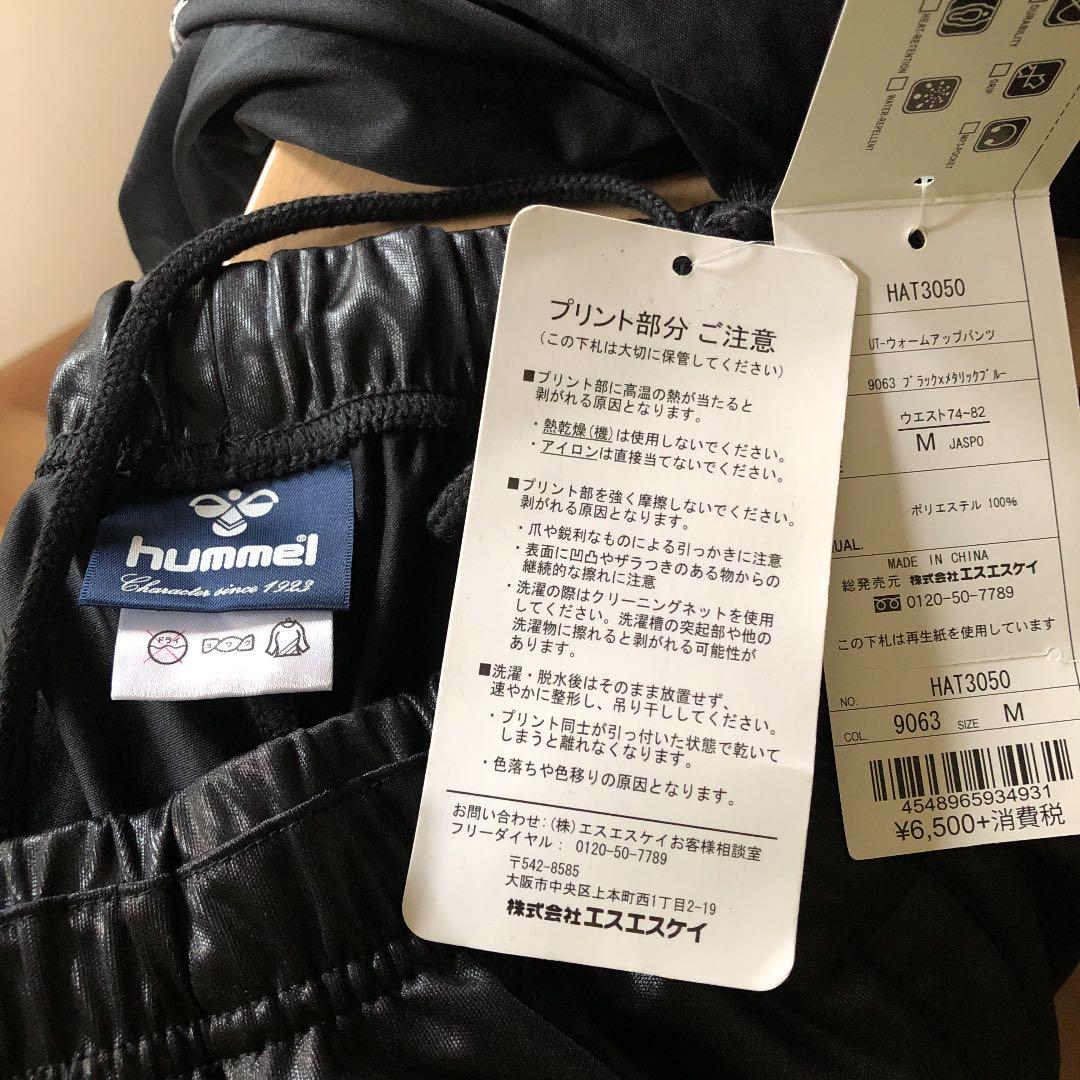 hummel
Character since 1923
ドライ
プリント部分 ご注意
(この下札は大切に保管してください)
■プリント部に高温の熱が当たると
剥がれる原因となります。
・熱乾燥(機)は使用しないでください。
・アイロンは直接当てないでください。
■プリント部を強く摩擦しないでください。
剥がれる原因となります。
・爪や鋭利なものによる引っかきに注意
・表面に凹凸やザラつきのある物からの
継続的な擦れに注意
・洗濯の際はクリーニングネットを使用
してください。洗濯槽の突起部や他の
洗濯物に擦れると剥がれる可能性が
あります。
■洗濯・脱水後はそのまま放置せず、
速やかに整形し、吊り干ししてください。
・プリント同士が引っ付いた状態で乾いて
しまうと離れなくなります。
・色落ちや色移りの原因となります。
お問い合わせ:(株)エスエスケイお客様相談室
フリーダイヤル: 0120-50-7789
〒542-8585
大阪市中央区上本町西1丁目2-19
株式会社エスエスケイ
HEAT-RETENTION
DURABILITY
WATER-REPELLENT
GRIP
MP3-POCKET
HAT3050
UT-ウォームアップパンツ
9063 ブラック×メタリックブルー
ウエスト74~82
M JASPO
ポリエステル 100%
QUAL.
MADE IN CHINA
総発売元 株式会社エスエスケイ
0120-50-7789
この下札は再生紙を使用しています
NO. HAT3050
COL. 9063 SIZE M
4548965934931
¥6,500+消費税